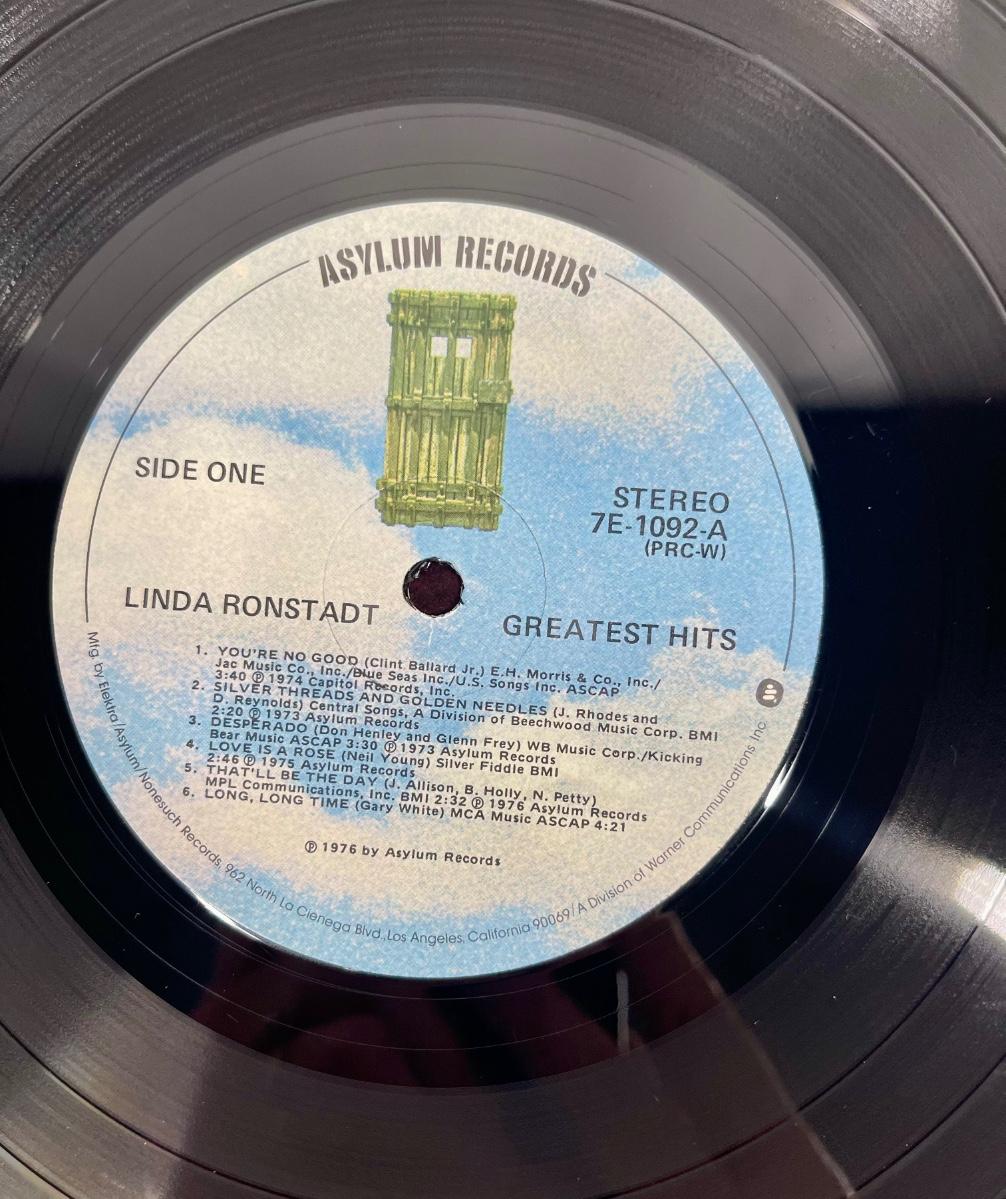 ASYLUM RECORDS
SIDE ONE
STEREO
7E-1092-A
(PRC-W)
LINDA RONSTADT
GREATEST HITS
1. YOU'RE NO GOOD (Clint Ballard Jr.) E.H. Morris & Co., Inc./
Jac Music Co., Inc./Blue Seas Inc./U.S. Songs Inc. ASCAP
3:40 Ⓟ 1974 Capitol Records, Inc.
2. SILVER THREADS AND GOLDEN NEEDLES (J. Rhodes and
D. Reynolds) Central Songs, A Division of Beechwood Music Corp. BMI
2:20 Ⓟ 1973 Asylum Records
3. DESPERADO (Don Henley and Glenn Frey) WB Music Corp./Kicking
Bear Music ASCAP 3:30 Ⓟ 1973 Asylum Records
4. LOVE IS A ROSE (Neil Young) Silver Fiddle BMI
2:46 Ⓟ 1975 Asylum Records
5. THAT'LL BE THE DAY (J. Allison, B. Holly, N. Petty)
MPL Communications, Inc. BMI 2:32 Ⓟ 1976 Asylum Records
6. LONG, LONG TIME (Gary White) MCA Music ASCAP 4:21
Ⓟ 1976 by Asylum Records
Mfg. by Elektra/Asylum/Nonesuch Records, 962 North La Cienega Blvd., Los Angeles, California 90069/A Division of Warner Communications Inc.